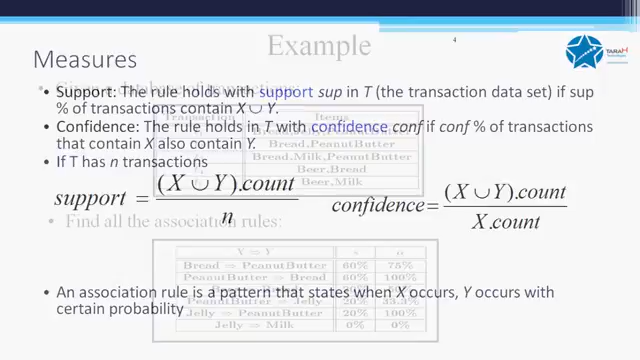 Example
4
TARAH
Technologies
Measures
• Support: The rule holds with support sup in T (the transaction data set) if sup
% of transactions contain X ∪ Y.
Transaction Items
• Confidence: The rule holds in T with confidence conf if conf % of transactions
Bread,PeanutButter
that contain X also contain Y.
Bread,Milk,PeanutButter
• If T has n transactions
Beer,Bread
Beer,Milk
support = (X ∪ Y).count / n
confidence = (X ∪ Y).count / X.count
• Find all the association rules:
X ⇒ Y s α
Bread ⇒ PeanutButter 60% 75%
PeanutButter ⇒ Bread 60% 100%
• An association rule is a pattern that states when X occurs, Y occurs with
PeanutButter ⇒ Jelly 20% 33.3%
certain probability
Jelly ⇒ PeanutButter 20% 100%
Jelly ⇒ Milk 0% 0%